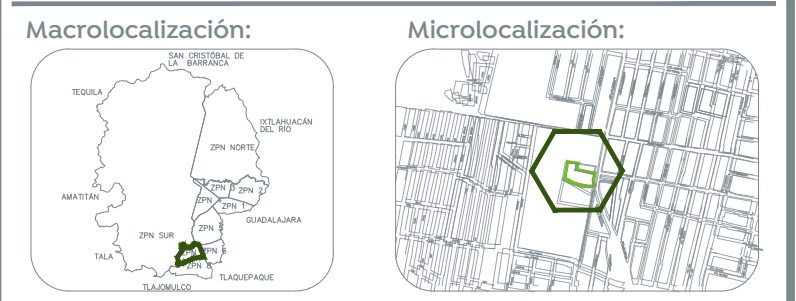 Macrolocalización:
Microlocalización:
SAN CRISTÓBAL DE
LA BARRANCA
TEQUILA
IXTLAHUACÁN
DEL RÍO
ZPN NORTE
ZPN 3
ZPN 2
AMATITÁN
ZPN
ZPN 1
GUADALAJARA
ZPN 5
ZPN SUR
ZPN 6
TALA
ZPN 8
TLAQUEPAQUE
TLAJOMULCO